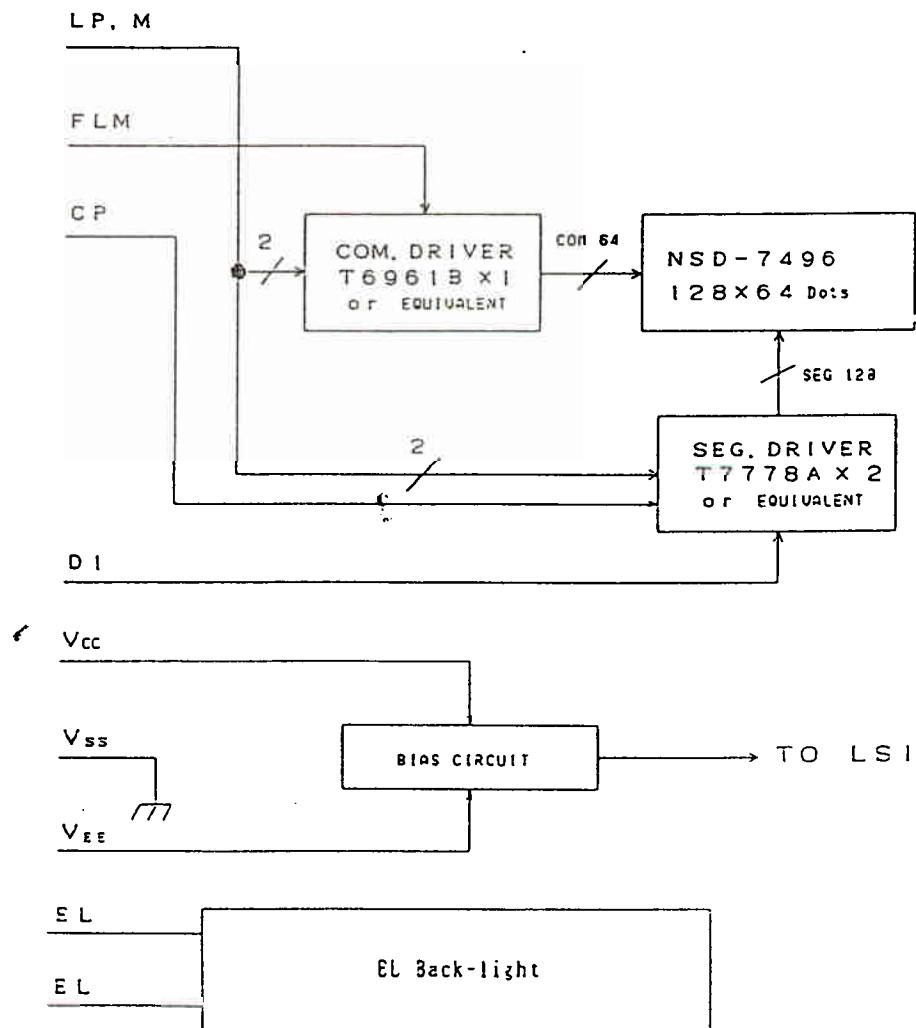 LP, M
FLM
CP
2
COM. DRIVER
T6961B X1
or EQUIVALENT
COM 64
NSD-7496
128X64 Dots
SEG 128
2
SEG. DRIVER
T7778A X 2
or EQUIVALENT
DI
Vcc
Vss
BIAS CIRCUIT
TO LSI
VEE
EL
EL Back-light
EL